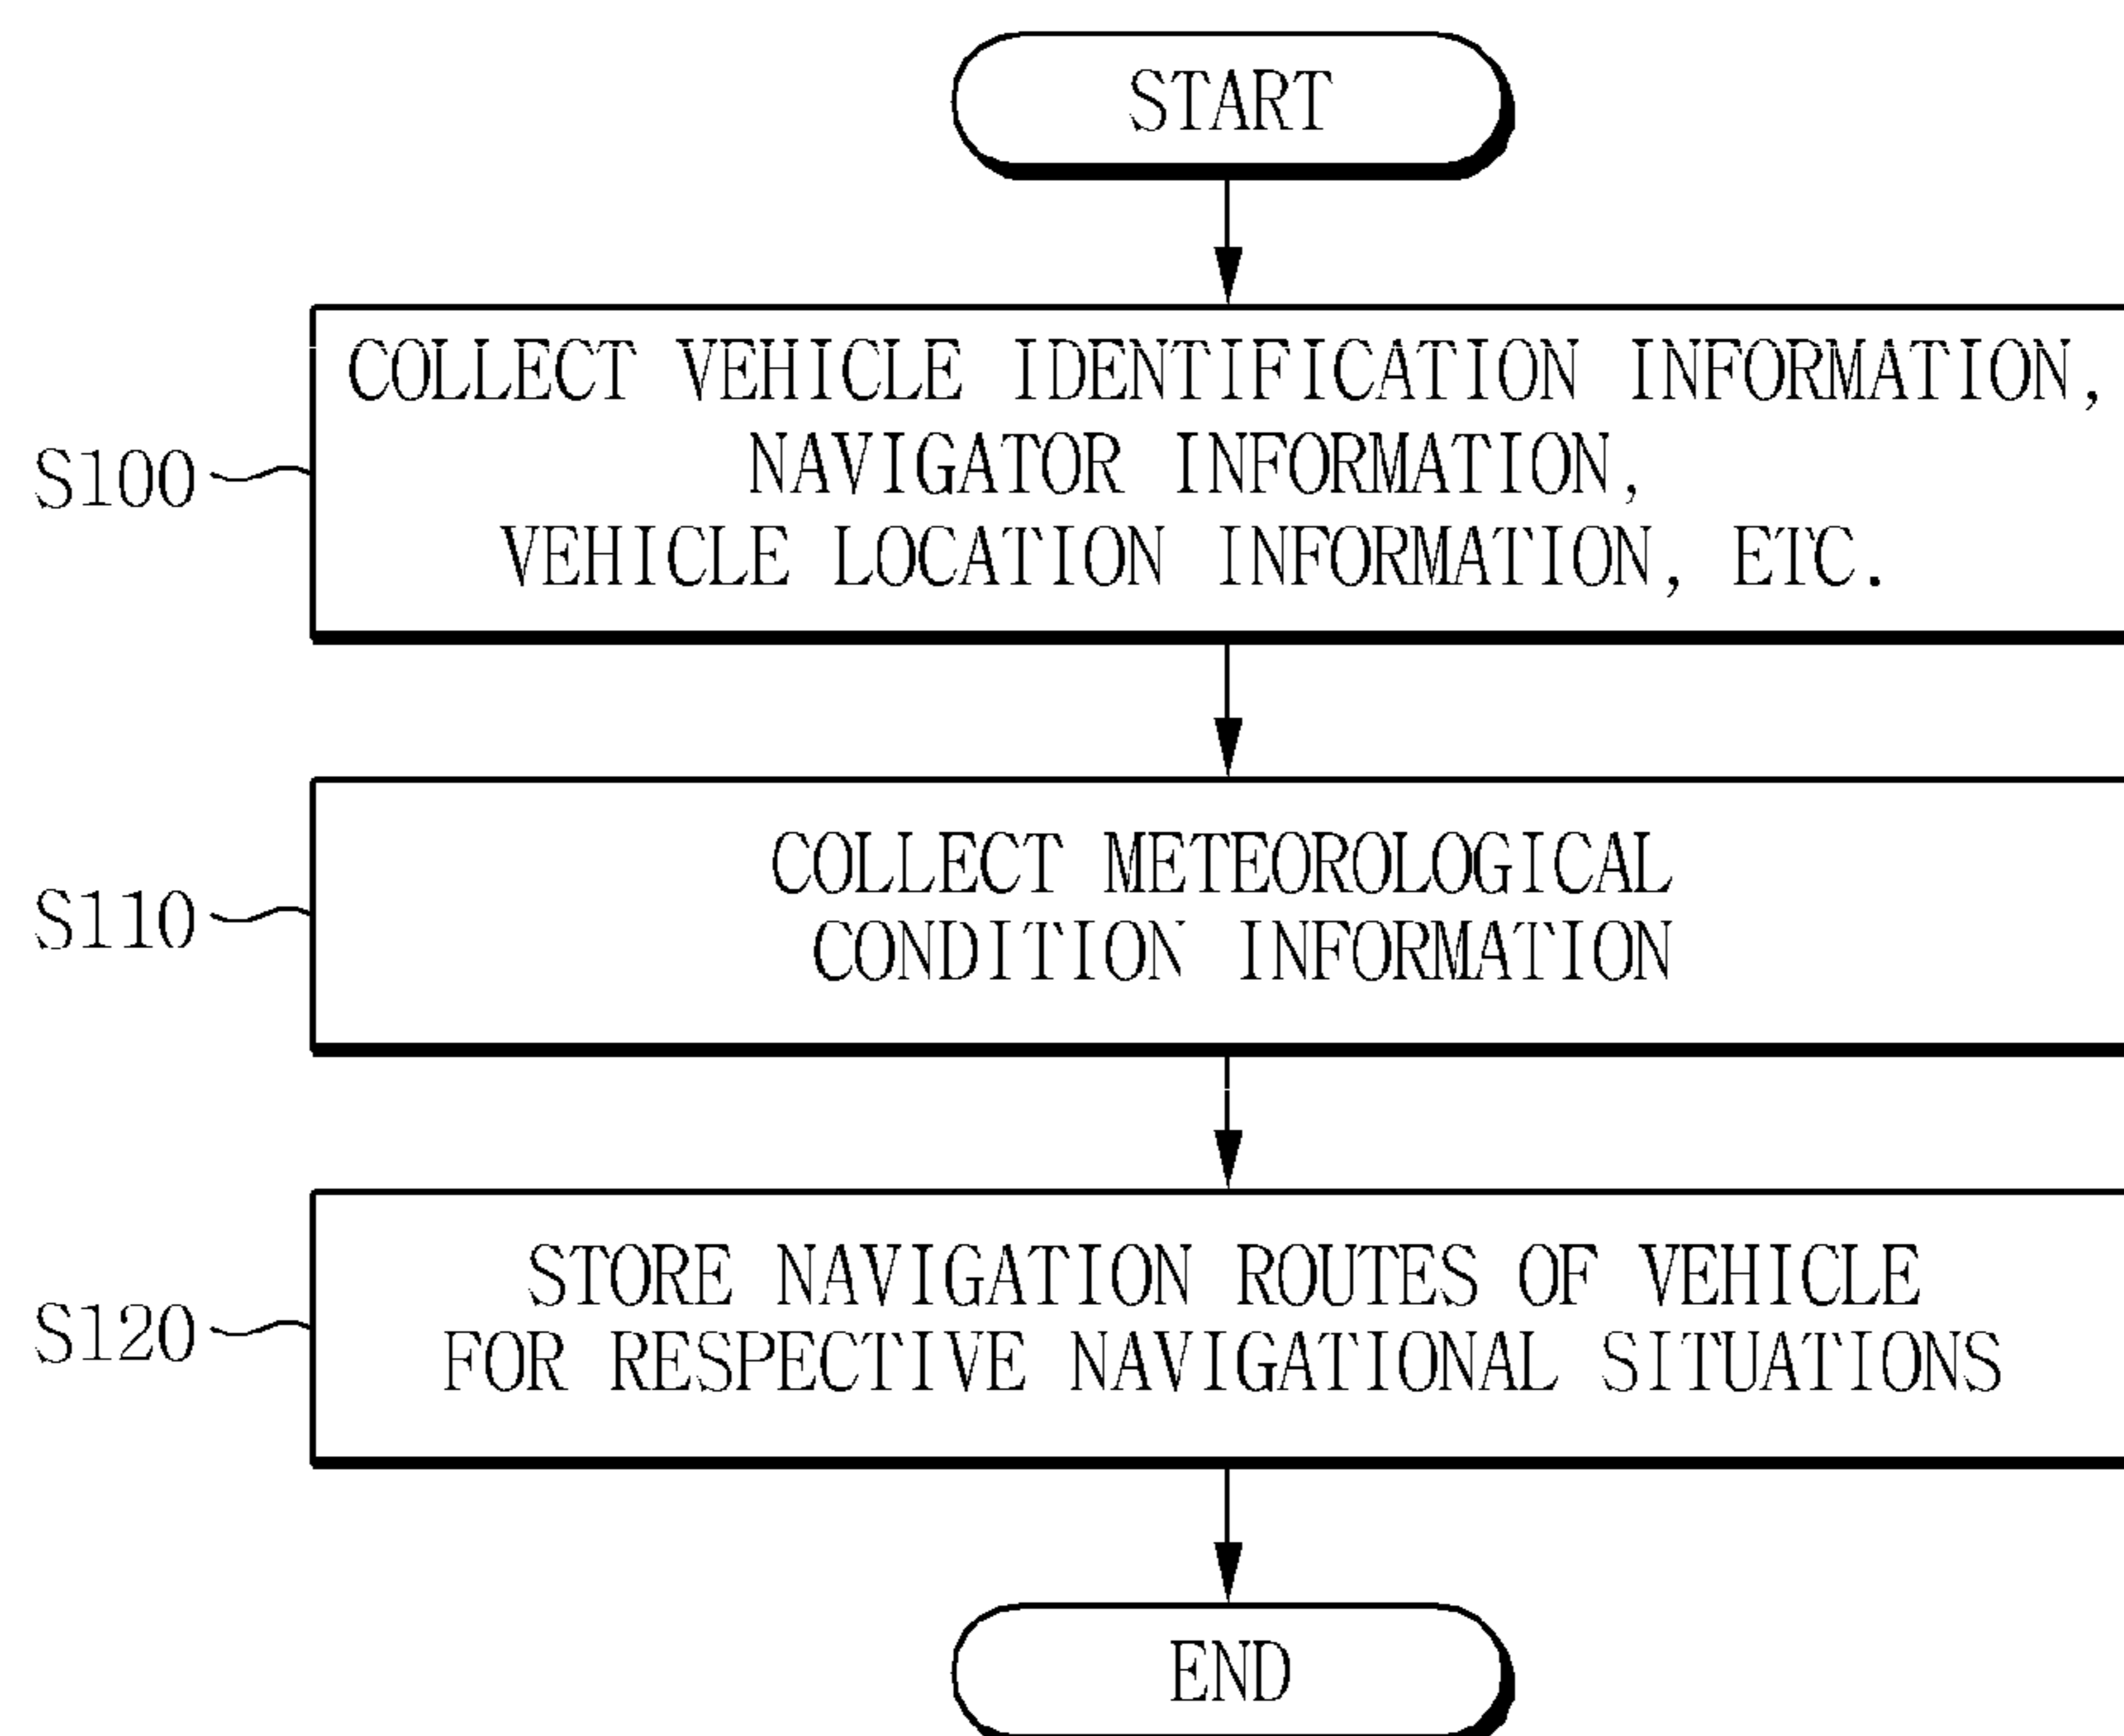 START
COLLECT VEHICLE IDENTIFICATION INFORMATION,
NAVIGATOR INFORMATION,
VEHICLE LOCATION INFORMATION, ETC.
S100
COLLECT METEOROLOGICAL
CONDITION INFORMATION
S110
STORE NAVIGATION ROUTES OF VEHICLE
FOR RESPECTIVE NAVIGATIONAL SITUATIONS
S120
END